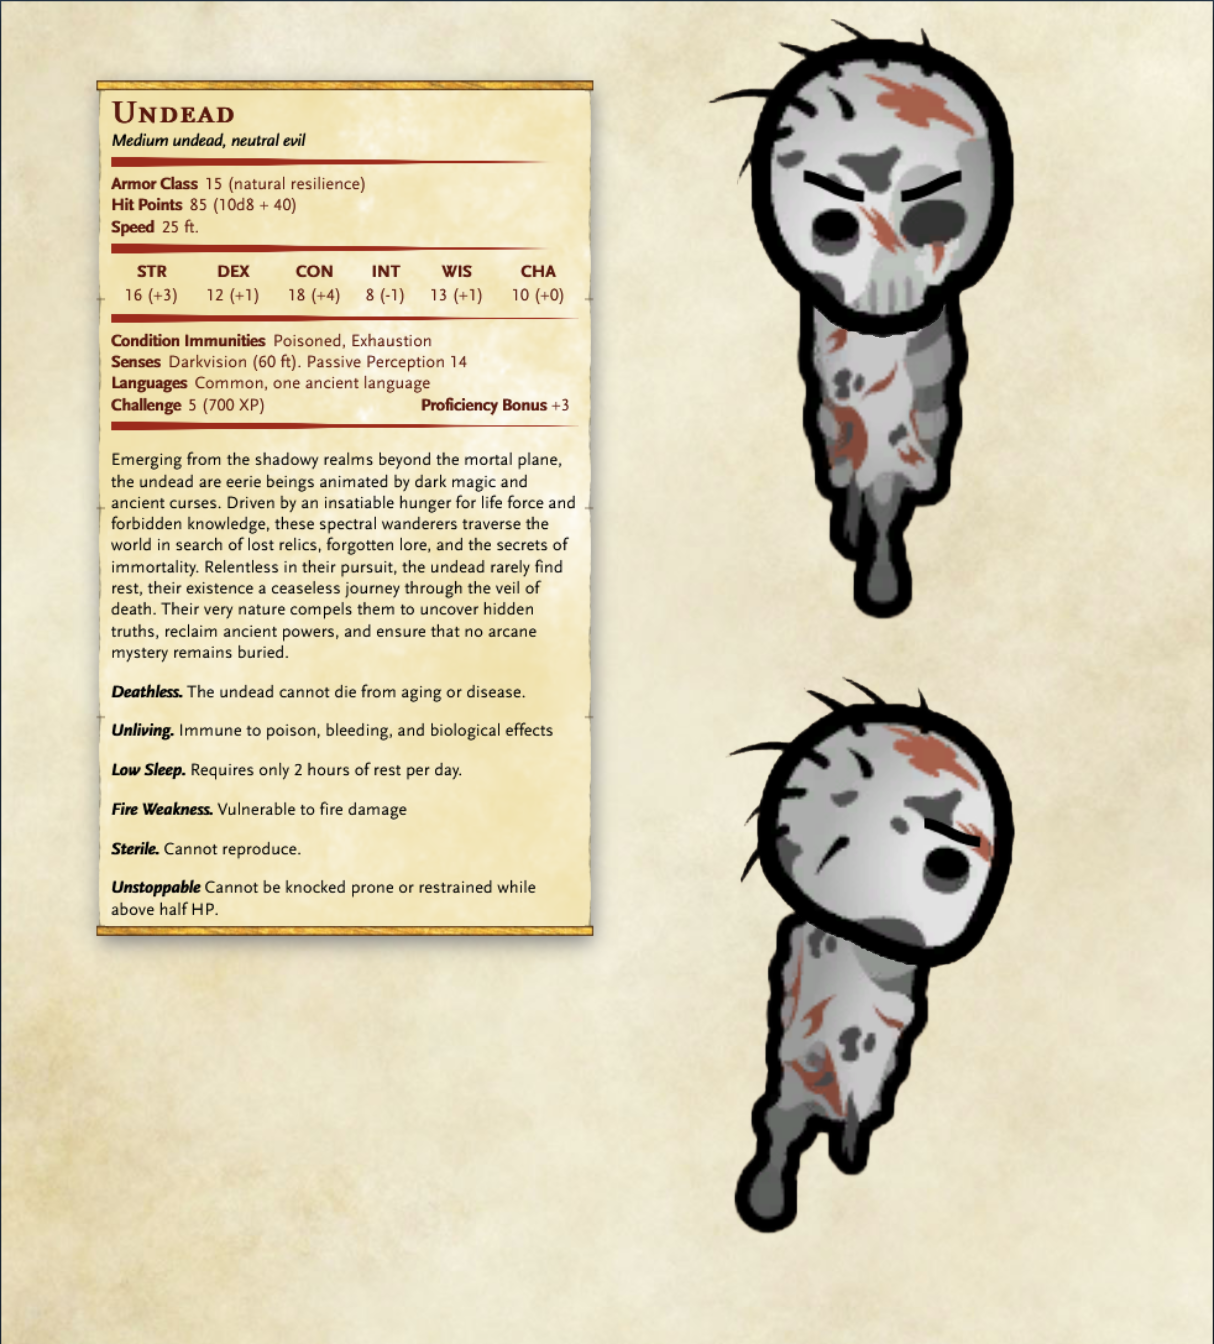 Undead
Medium undead, neutral evil
Armor Class 15 (natural resilience)
Hit Points 85 (10d8 + 40)
Speed 25 ft.
STR DEX CON INT WIS CHA
16 (+3) 12 (+1) 18 (+4) 8 (-1) 13 (+1) 10 (+0)
Condition Immunities Poisoned, Exhaustion
Senses Darkvision (60 ft). Passive Perception 14
Languages Common, one ancient language
Challenge 5 (700 XP) Proficiency Bonus +3
Emerging from the shadowy realms beyond the mortal plane,
the undead are eerie beings animated by dark magic and
ancient curses. Driven by an insatiable hunger for life force and
forbidden knowledge, these spectral wanderers traverse the
world in search of lost relics, forgotten lore, and the secrets of
immortality. Relentless in their pursuit, the undead rarely find
rest, their existence a ceaseless journey through the veil of
death. Their very nature compels them to uncover hidden
truths, reclaim ancient powers, and ensure that no arcane
mystery remains buried.
Deathless. The undead cannot die from aging or disease.
Unliving. Immune to poison, bleeding, and biological effects
Low Sleep. Requires only 2 hours of rest per day.
Fire Weakness. Vulnerable to fire damage
Sterile. Cannot reproduce.
Unstoppable Cannot be knocked prone or restrained while
above half HP.